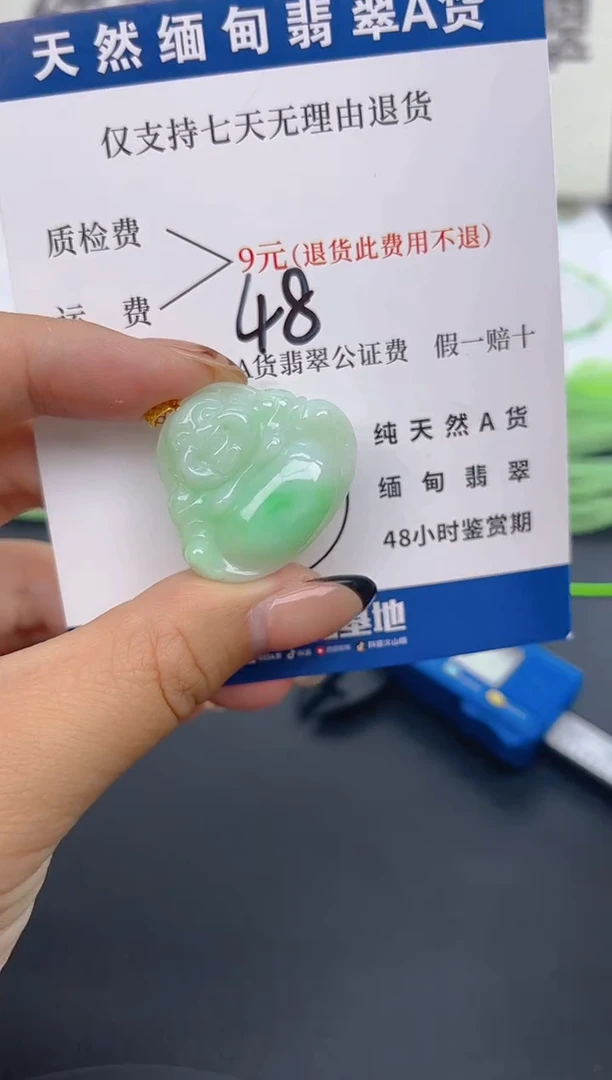 天然缅甸翡翠A货
仅支持七天无理由退货
质检费
9元(退货此费用不退)
运 费
48
A货翡翠公证费 假一赔十
纯天然A货
缅甸翡翠
48小时鉴赏期
基地